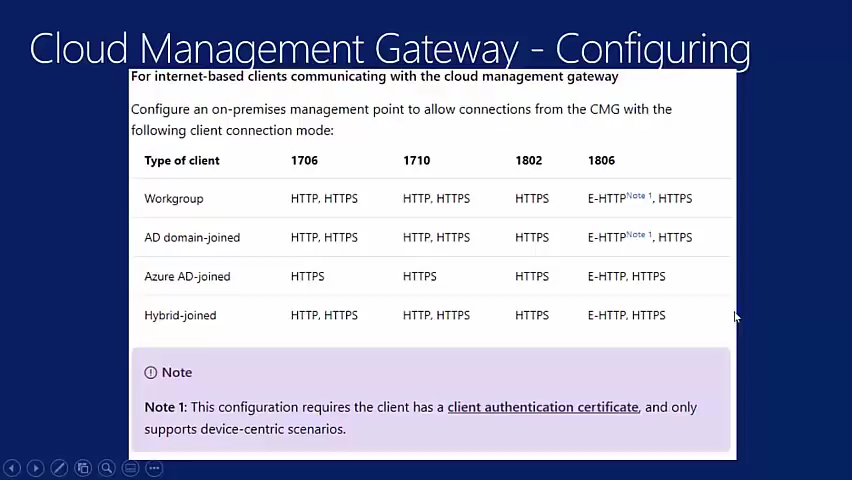 Cloud Management Gateway - Configuring
For internet-based clients communicating with the cloud management gateway
Configure an on-premises management point to allow connections from the CMG with the
following client connection mode:
Type of client 1706 1710 1802 1806
Workgroup HTTP, HTTPS HTTP, HTTPS HTTPS E-HTTP Note 1, HTTPS
AD domain-joined HTTP, HTTPS HTTP, HTTPS HTTPS E-HTTP Note 1, HTTPS
Azure AD-joined HTTPS HTTPS HTTPS E-HTTP, HTTPS
Hybrid-joined HTTP, HTTPS HTTP, HTTPS HTTPS E-HTTP, HTTPS
Note
Note 1: This configuration requires the client has a client authentication certificate, and only
supports device-centric scenarios.